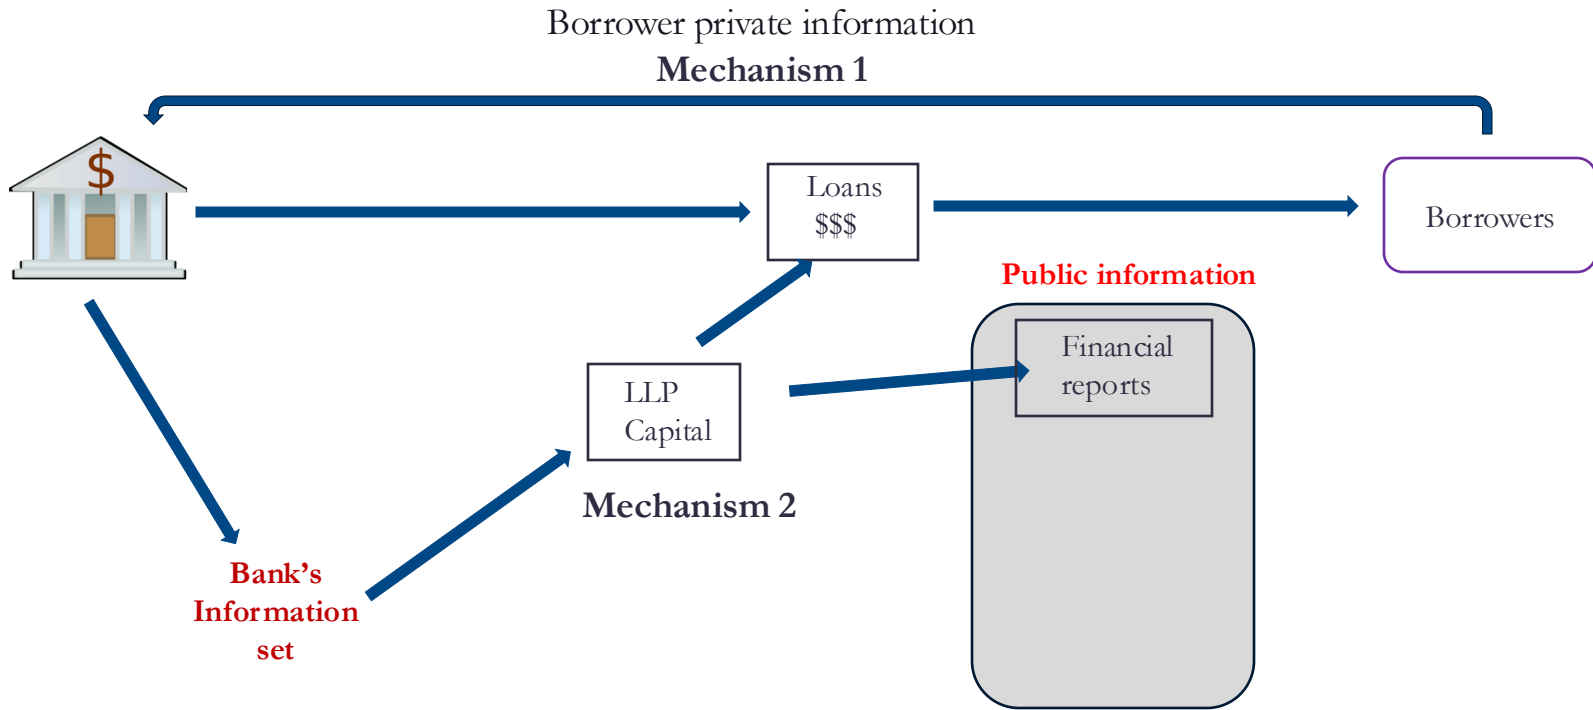 Borrower private information
Mechanism 1
$
Loans
$$$
Borrowers
Public information
Financial
reports
LLP
Capital
Mechanism 2
Bank’s
Information
set